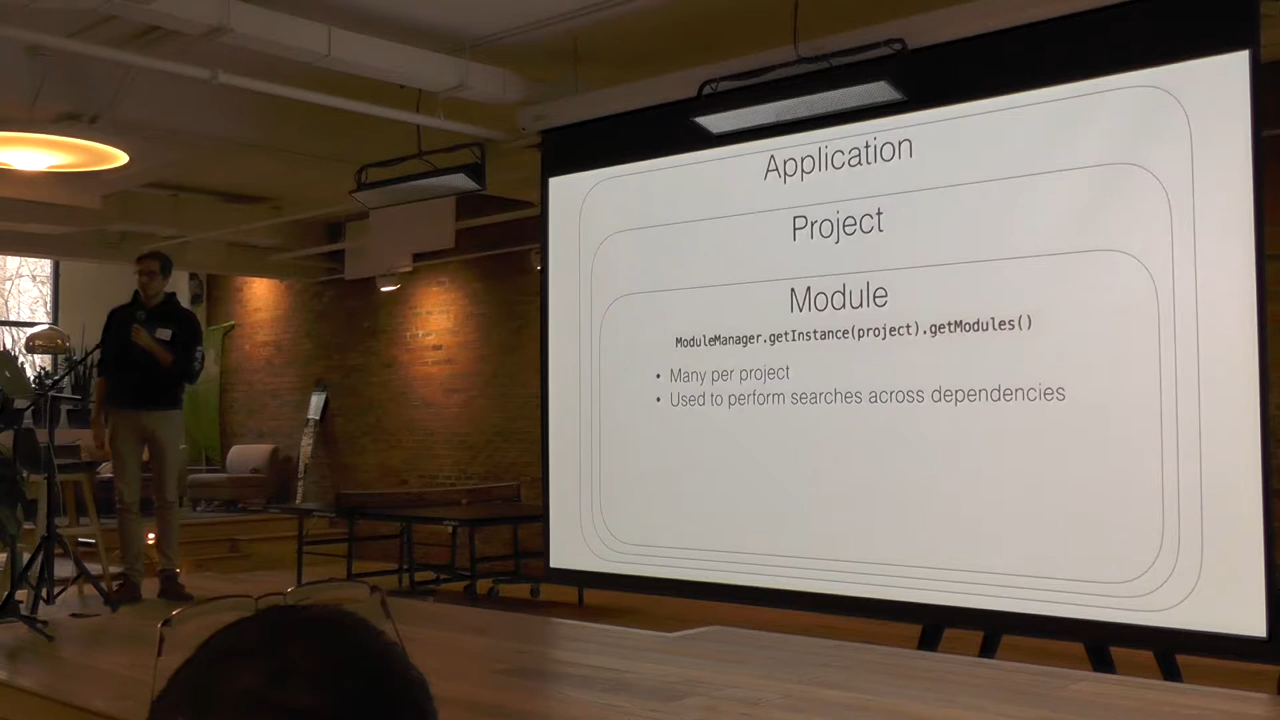 Application
Project
Module
ModuleManager.getInstance(project).getModules()
• Many per project
• Used to perform searches across dependencies